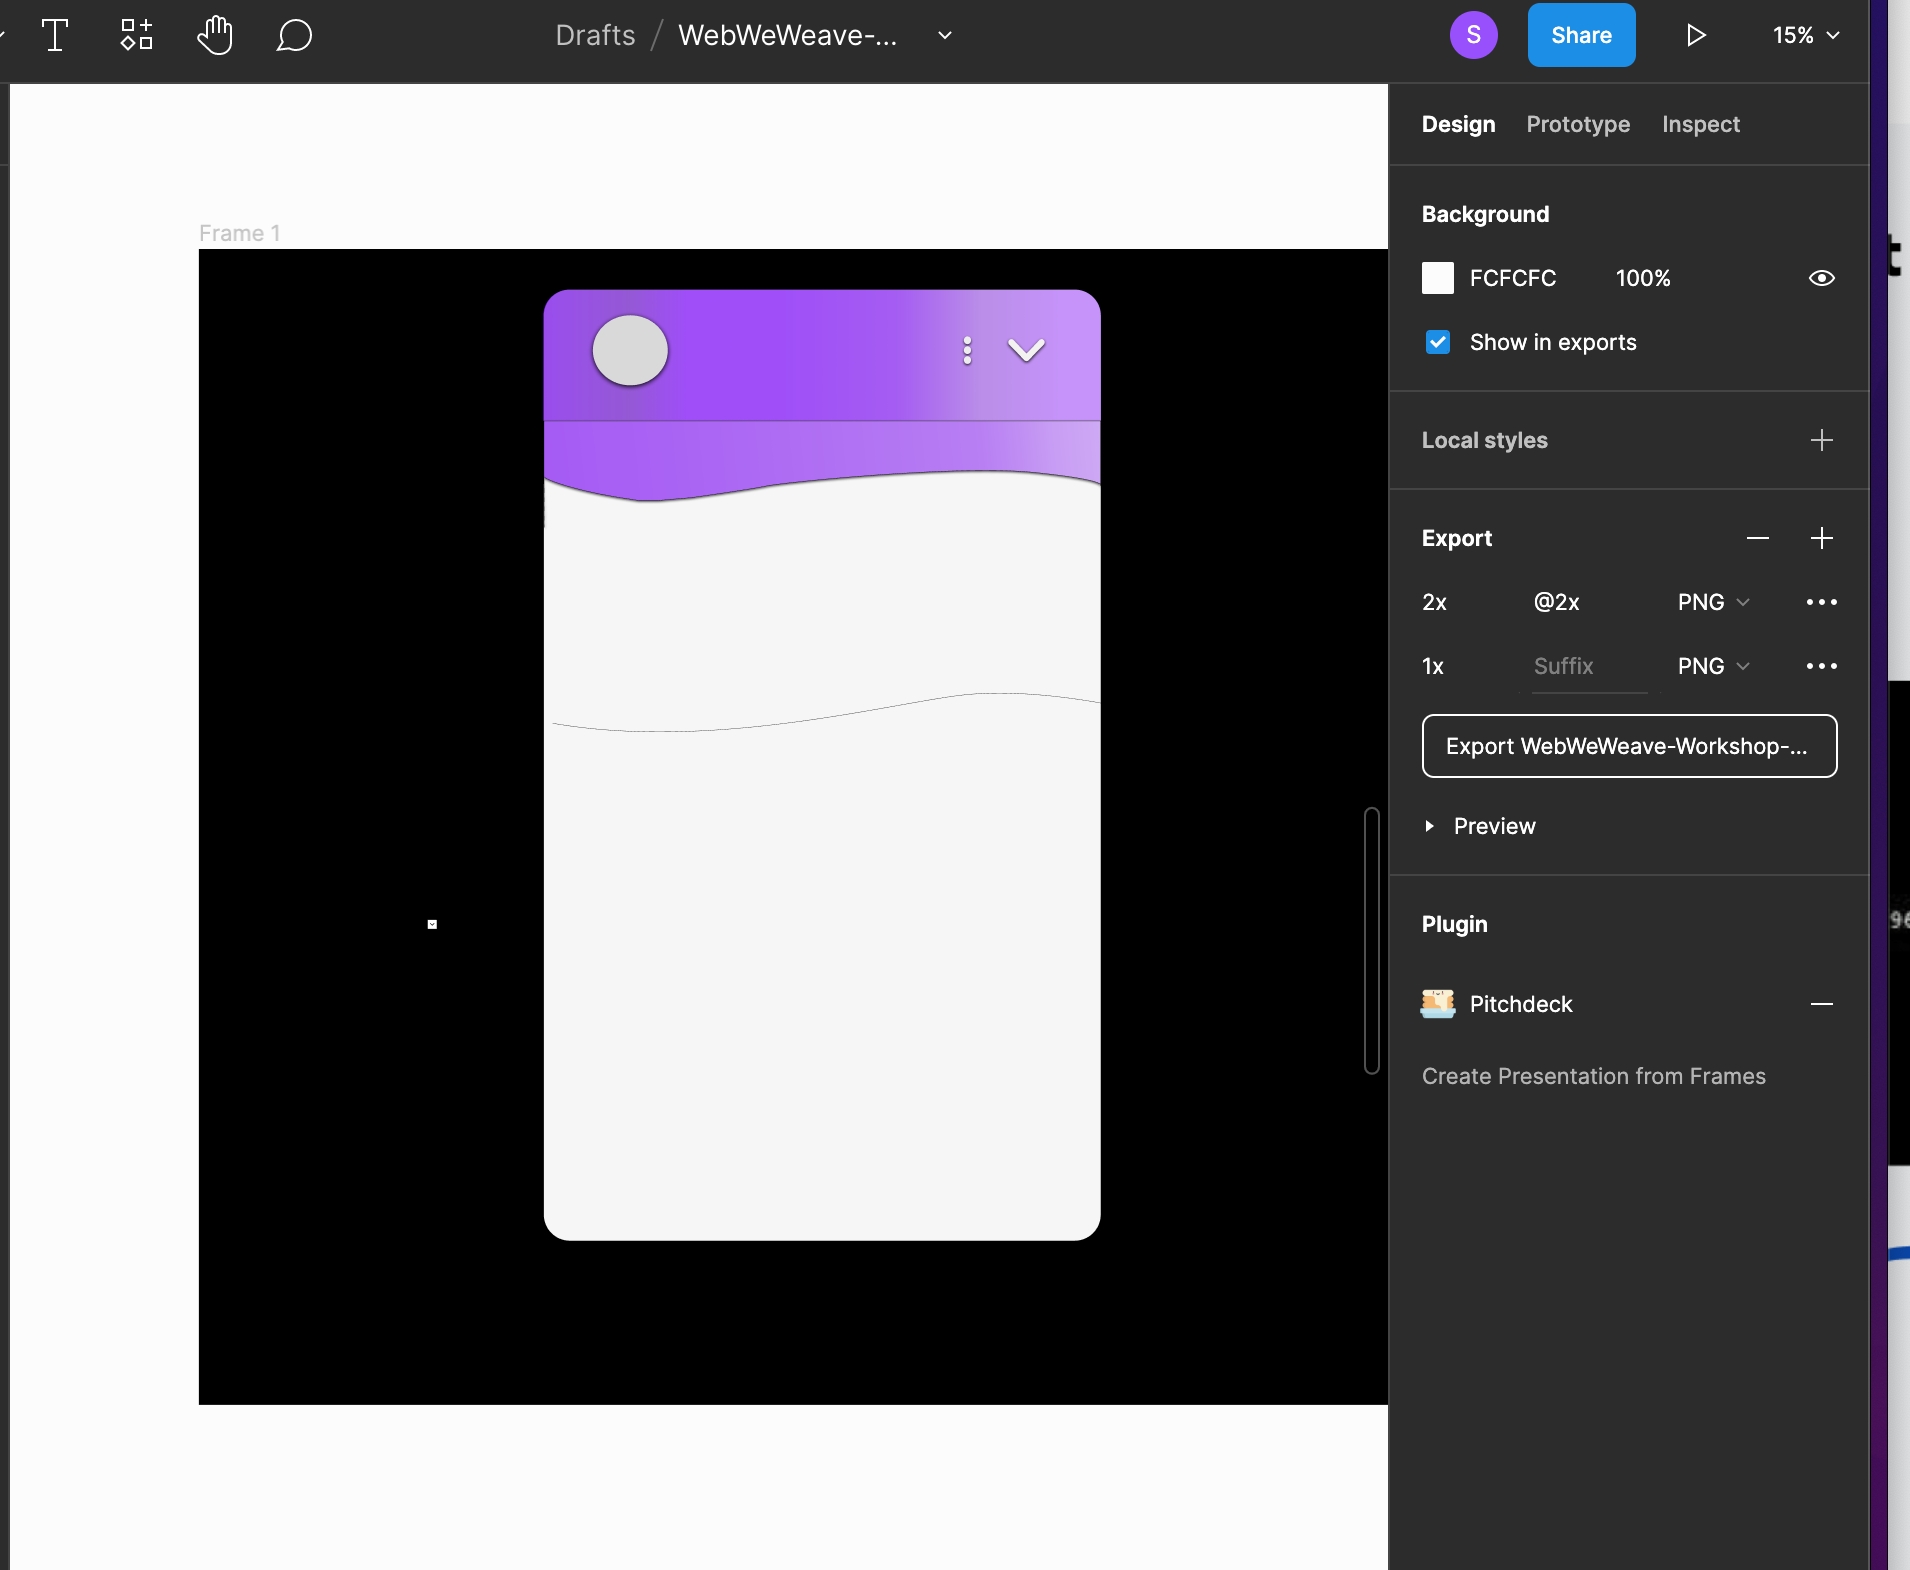 Drafts / WebWeWeave-...
S
Share
15%
Design Prototype Inspect
Frame 1
Background
FCFCFC 100%
Show in exports
Local styles
Export
2x @2x PNG
1x Suffix PNG
Export WebWeWeave-Workshop-...
Preview
Plugin
Pitchdeck
Create Presentation from Frames
t